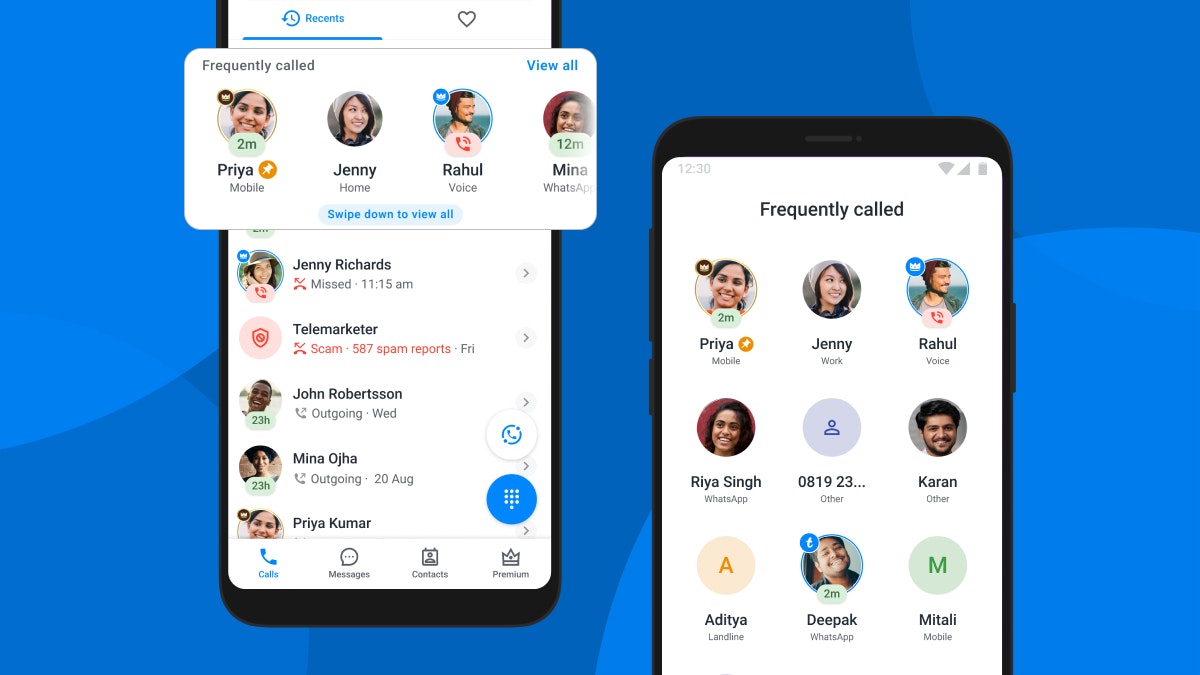 Recents
Frequently called
View all
2m
12m
Priya
Jenny
Rahul
Mina
Mobile
Home
Voice
WhatsApp
Swipe down to view all
2m
Jenny Richards
Missed · 11:15 am
Telemarketer
Scam · 587 spam reports · Fri
John Robertsson
23h
Outgoing · Wed
Mina Ojha
23h
Outgoing · 20 Aug
Priya Kumar
Calls
Messages
Contacts
Premium
12:30
Frequently called
2m
Priya
Jenny
Rahul
Mobile
Work
Voice
Riya Singh
0819 23...
Karan
WhatsApp
Other
Other
A
t
M
2m
Aditya
Deepak
Mitali
Landline
WhatsApp
Mobile